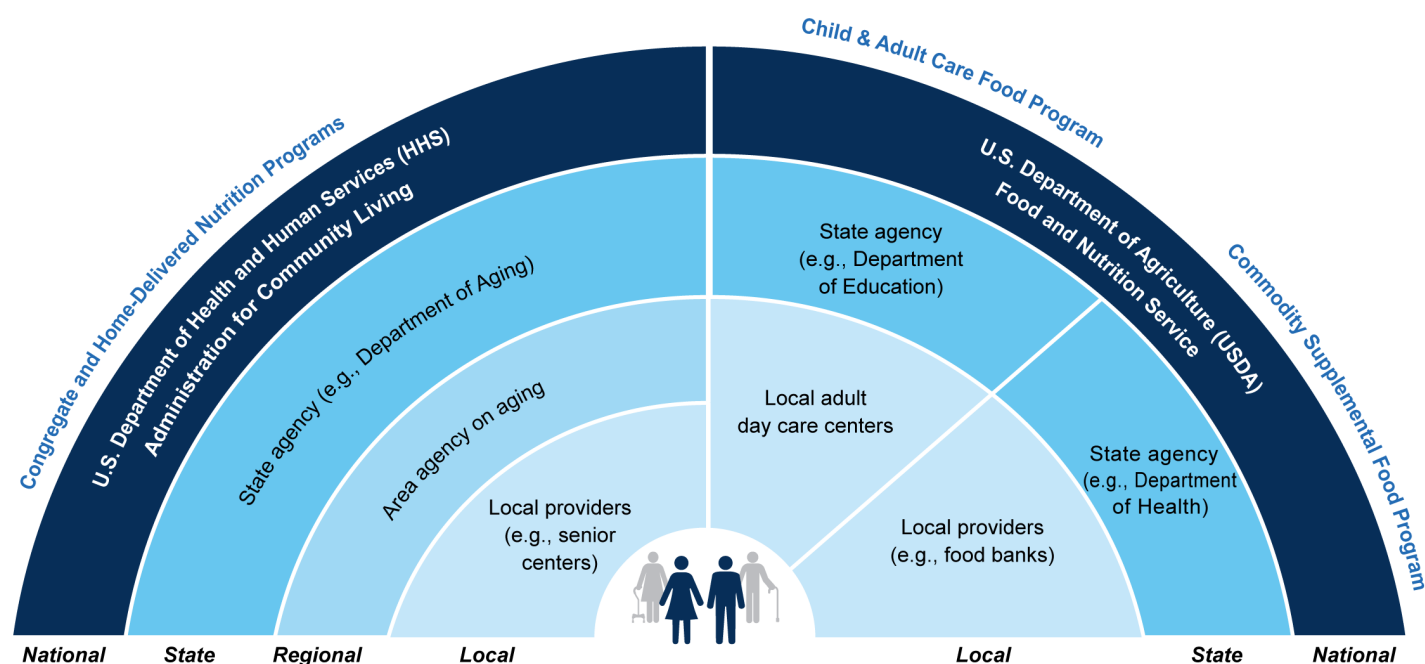 Congregate and Home-Delivered Nutrition Programs
U.S. Department of Health and Human Services (HHS)
Administration for Community Living
State agency (e.g., Department of Aging)
Area agency on aging
Local providers
(e.g., senior
centers)
Child & Adult Care Food Program
U.S. Department of Agriculture (USDA)
Food and Nutrition Service
Commodity Supplemental Food Program
State agency
(e.g., Department
of Education)
Local adult
day care centers
State agency
(e.g., Department
of Health)
Local providers
(e.g., food banks)
National State Regional Local Local State National